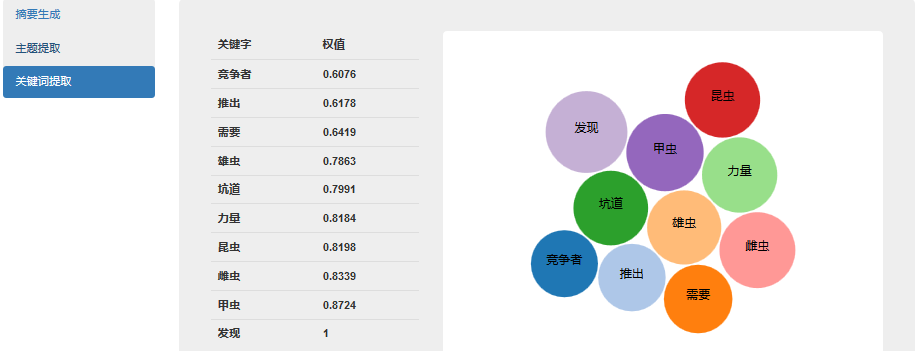 摘要生成
主题提取
关键词提取
关键字 权值
竞争者 0.6076
推出 0.6178
需要 0.6419
雄虫 0.7863
坑道 0.7991
力量 0.8184
昆虫 0.8198
雌虫 0.8339
甲虫 0.8724
发现 1
昆虫
发现
甲虫
力量
坑道
雄虫
雌虫
竞争者
推出
需要